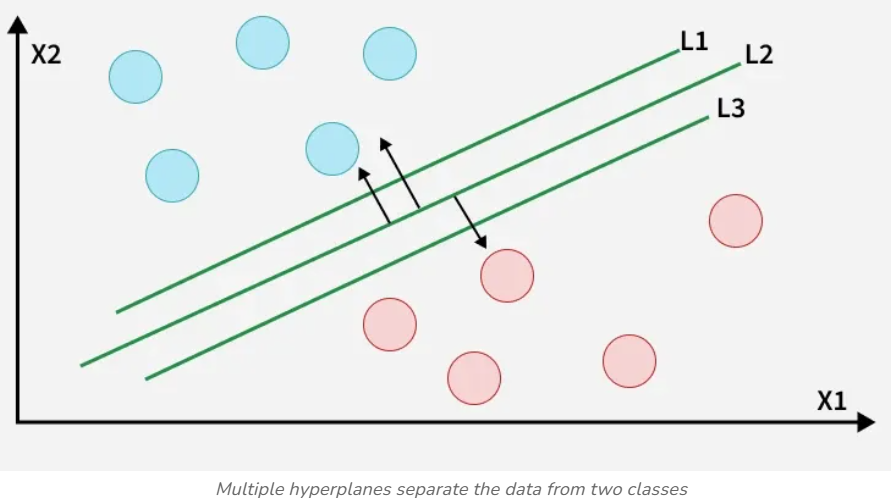 X2
L1
L2
L3
X1
Multiple hyperplanes separate the data from two classes